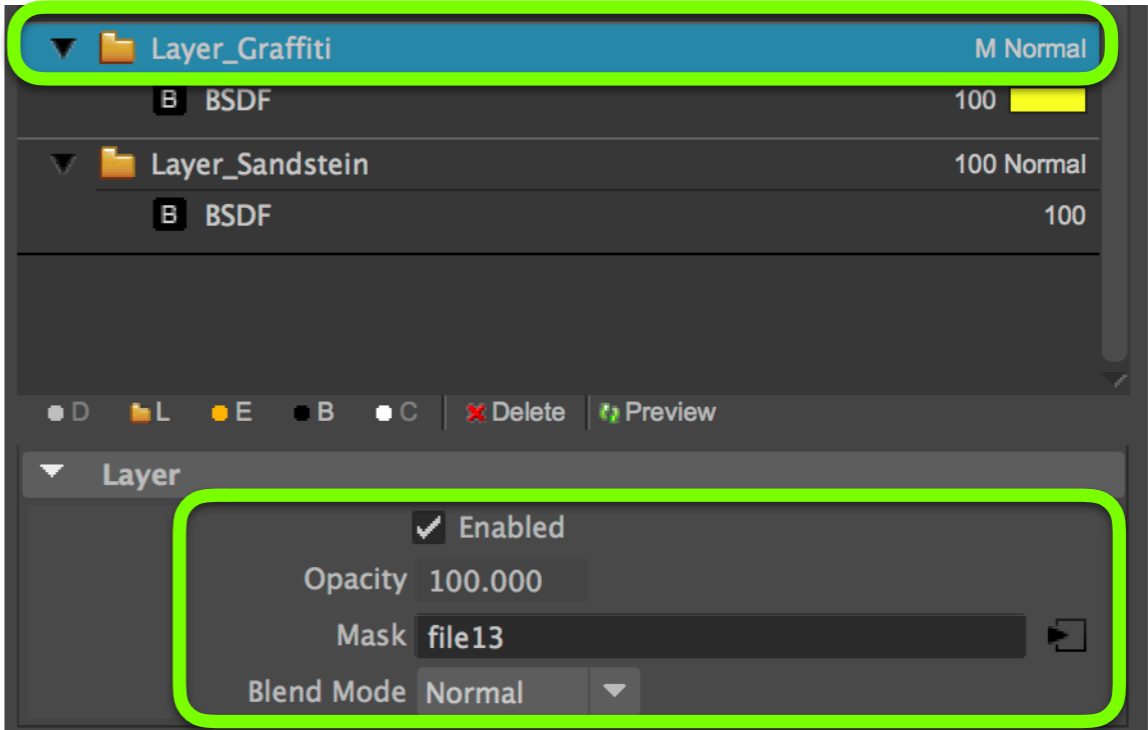 Layer_Graffiti M Normal
B BSDF 100
Layer_Sandstein 100 Normal
B BSDF 100
D L E B C Delete Preview
Layer
Enabled
Opacity 100.000
Mask file13
Blend Mode Normal